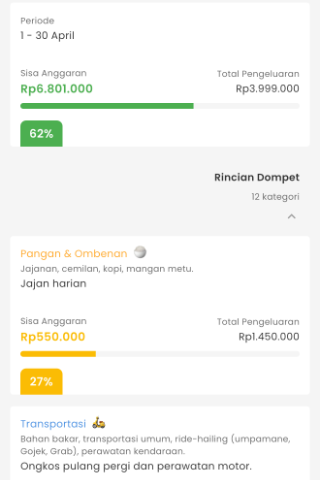 Periode
1 - 30 April
Sisa Anggaran
Total Pengeluaran
Rp6.801.000
Rp3.999.000
62%
Rincian Dompet
12 kategori
Pangan & Ombenan
Jajanan, cemilan, kopi, mangan metu.
Jajan harian
Sisa Anggaran
Total Pengeluaran
Rp550.000
Rp1.450.000
27%
Transportasi
Bahan bakar, transportasi umum, ride-hailing (umpamane,
Gojek, Grab), perawatan kendaraan.
Ongkos pulang pergi dan perawatan motor.